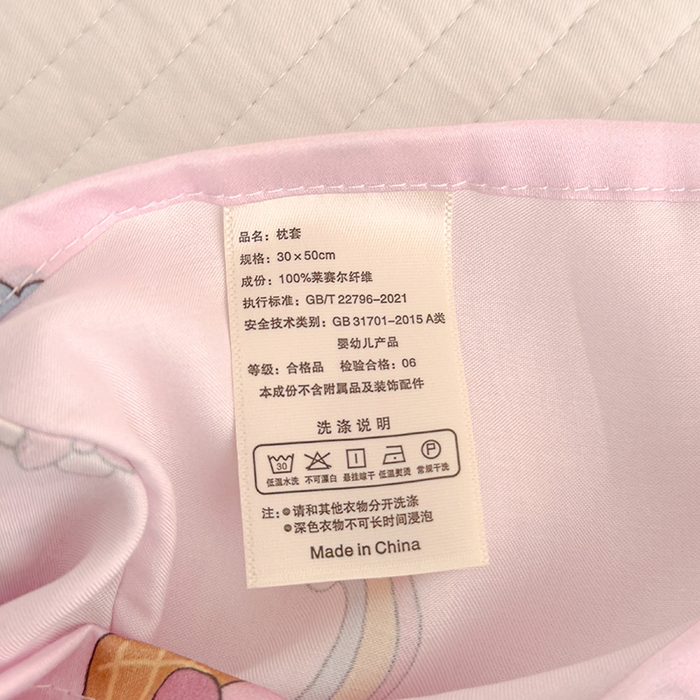 品名：枕套
规格：30×50cm
成份：100%莱赛尔纤维
执行标准：GB/T 22796-2021
安全技术类别：GB 31701-2015 A类
婴幼儿产品
等级：合格品 检验合格：06
本成份不含附属品及装饰配件
洗涤说明
30 P
低温水洗 不可漂白 悬挂晾干 低温熨烫 常规干洗
注：●请和其他衣物分开洗涤
●深色衣物不可长时间浸泡
Made in China